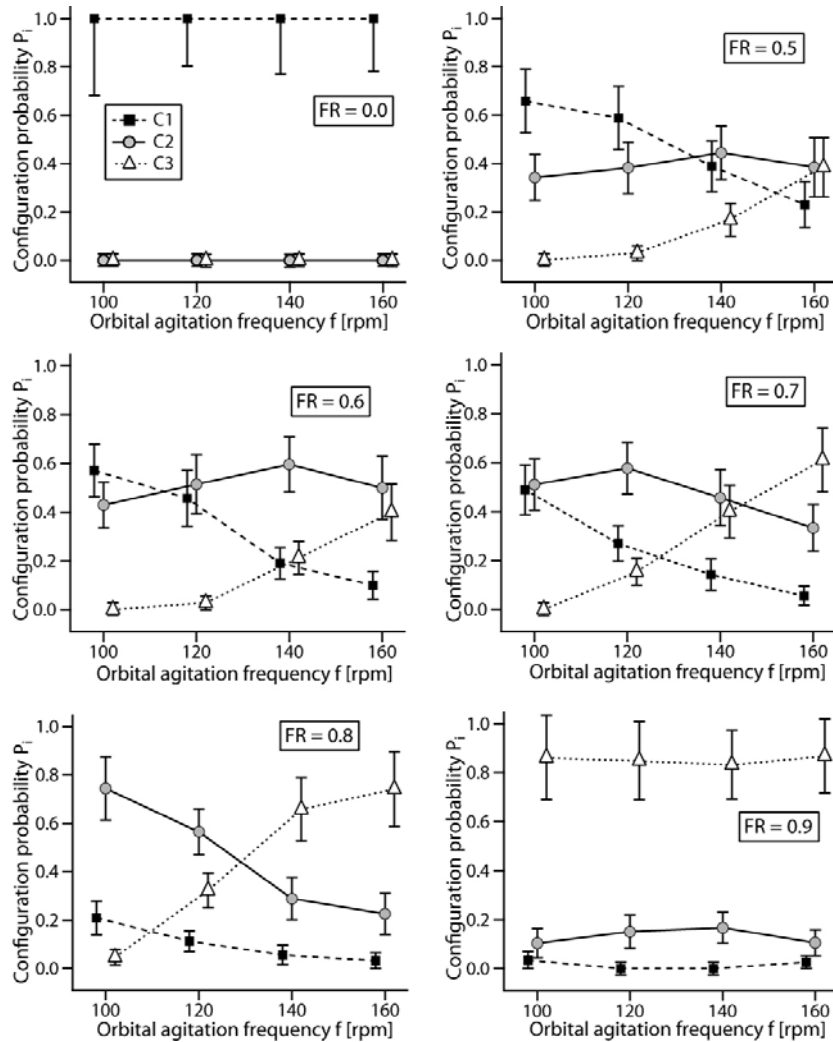 Configuration probability Pi
1.0
0.8
0.6
0.4
0.2
0.0
C1
C2
C3
FR = 0.0
100 120 140 160
Orbital agitation frequency f [rpm]
Configuration probability Pi
1.0
0.8
0.6
0.4
0.2
0.0
FR = 0.5
100 120 140 160
Orbital agitation frequency f [rpm]
Configuration probability Pi
1.0
0.8
0.6
0.4
0.2
0.0
FR = 0.6
100 120 140 160
Orbital agitation frequency f [rpm]
Configuration probability Pi
1.0
0.8
0.6
0.4
0.2
0.0
FR = 0.7
100 120 140 160
Orbital agitation frequency f [rpm]
Configuration probability Pi
1.0
0.8
0.6
0.4
0.2
0.0
FR = 0.8
100 120 140 160
Orbital agitation frequency f [rpm]
Configuration probability Pi
1.0
0.8
0.6
0.4
0.2
0.0
FR = 0.9
100 120 140 160
Orbital agitation frequency f [rpm]